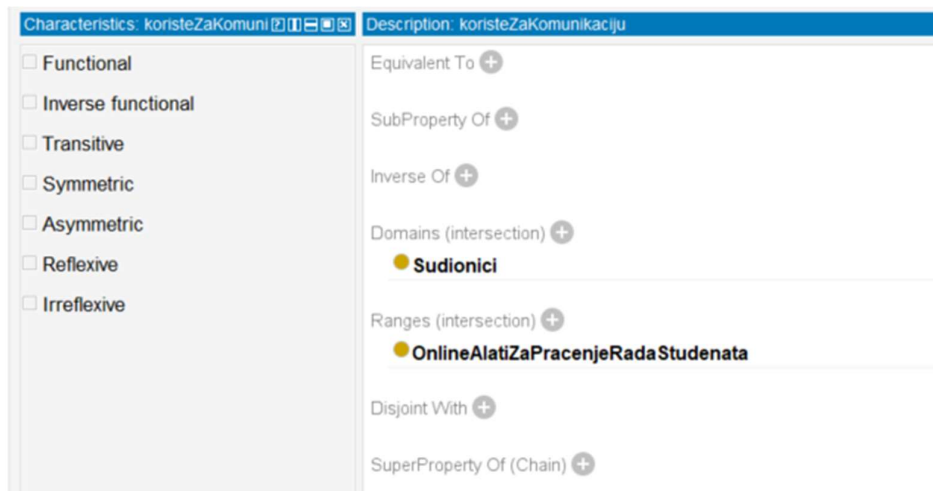 Characteristics: koristeZaKomuni
Functional
Inverse functional
Transitive
Symmetric
Asymmetric
Reflexive
Irreflexive
Description: koristeZaKomunikaciju
Equivalent To
SubProperty Of
Inverse Of
Domains (intersection)
Sudionici
Ranges (intersection)
OnlineAlatiZaPracenjeRadaStudenata
Disjoint With
SuperProperty Of (Chain)